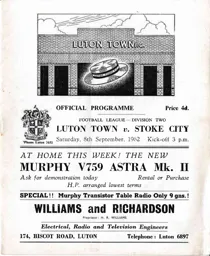 LUTON TOWN F.C.
OFFICIAL PROGRAMME Price 4d.
FOOTBALL LEAGUE - DIVISION TWO
LUTON TOWN v. STOKE CITY
Saturday, 8th September, 1962 Kick-off 3 p.m.
AT HOME THIS WEEK! THE NEW
MURPHY V759 ASTRA Mk. II
Ask for demonstration today Rental or Purchase
H.P. arranged lowest terms
SPECIAL!! Murphy Transistor Table Radio Only 9 gns.!
WILLIAMS and RICHARDSON
Electrical, Radio and Television Engineers
174, BISCOT ROAD, LUTON Telephone: Luton 6897